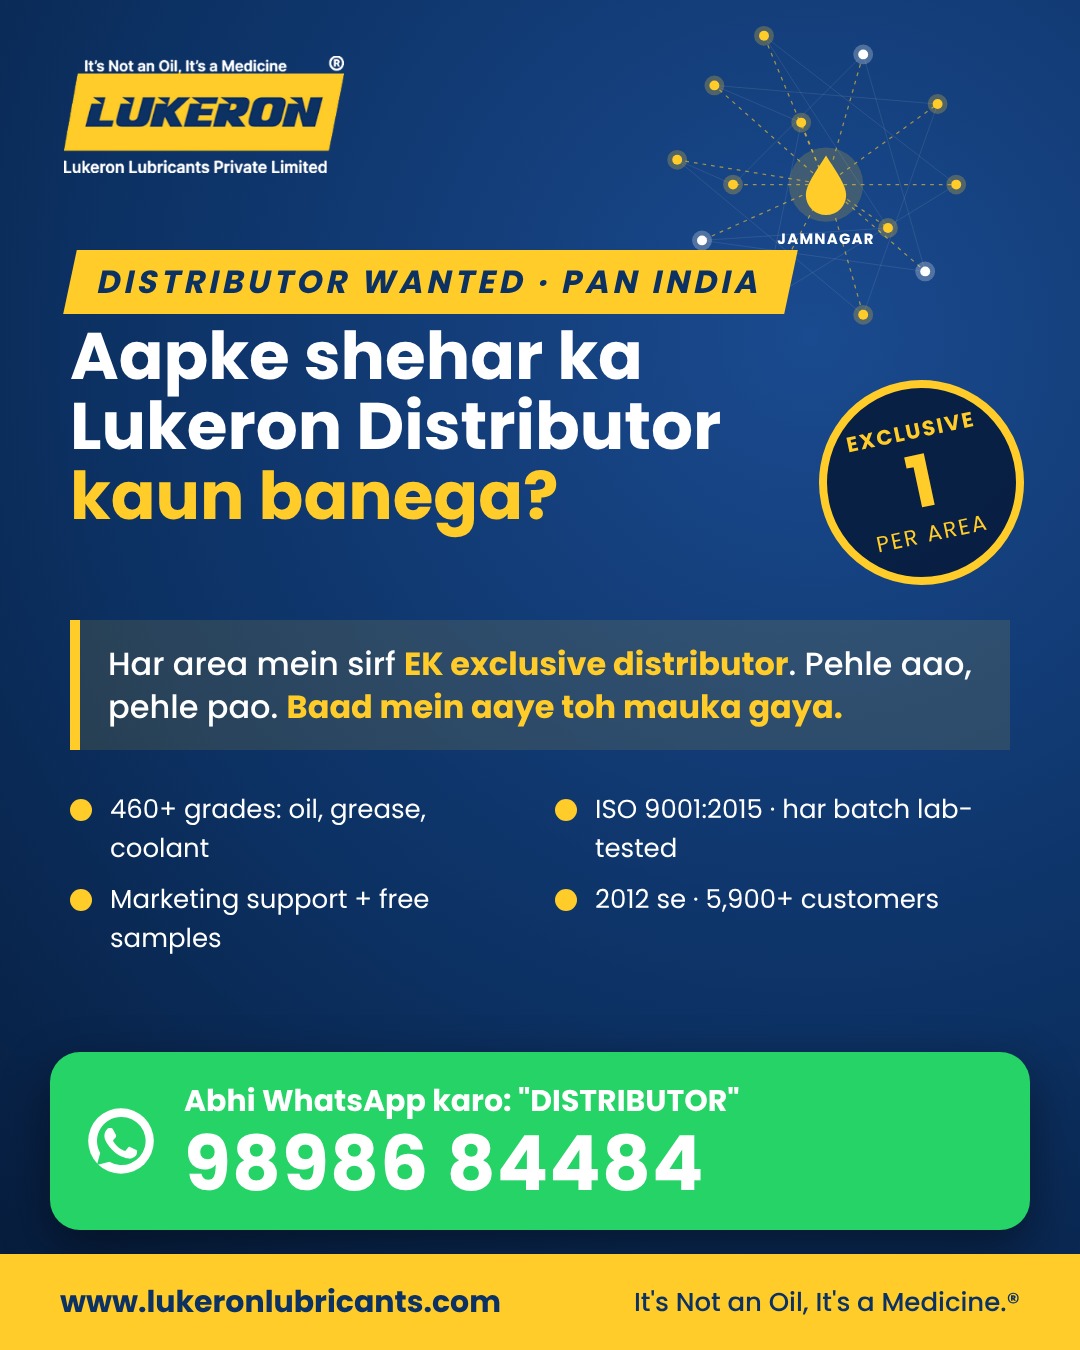 It's Not an Oil, It's a Medicine ®
LUKERON
Lukeron Lubricants Private Limited
JAMNAGAR
DISTRIBUTOR WANTED · PAN INDIA
Aapke shehar ka
Lukeron Distributor
kaun banega?
EXCLUSIVE
1
PER AREA
Har area mein sirf EK exclusive distributor. Pehle aao,
pehle pao. Baad mein aaye toh mauka gaya.
460+ grades: oil, grease,
coolant
ISO 9001:2015 · har batch lab-
tested
Marketing support + free
samples
2012 se · 5,900+ customers
Abhi WhatsApp karo: "DISTRIBUTOR"
98986 84484
www.lukeronlubricants.com
It's Not an Oil, It's a Medicine.®